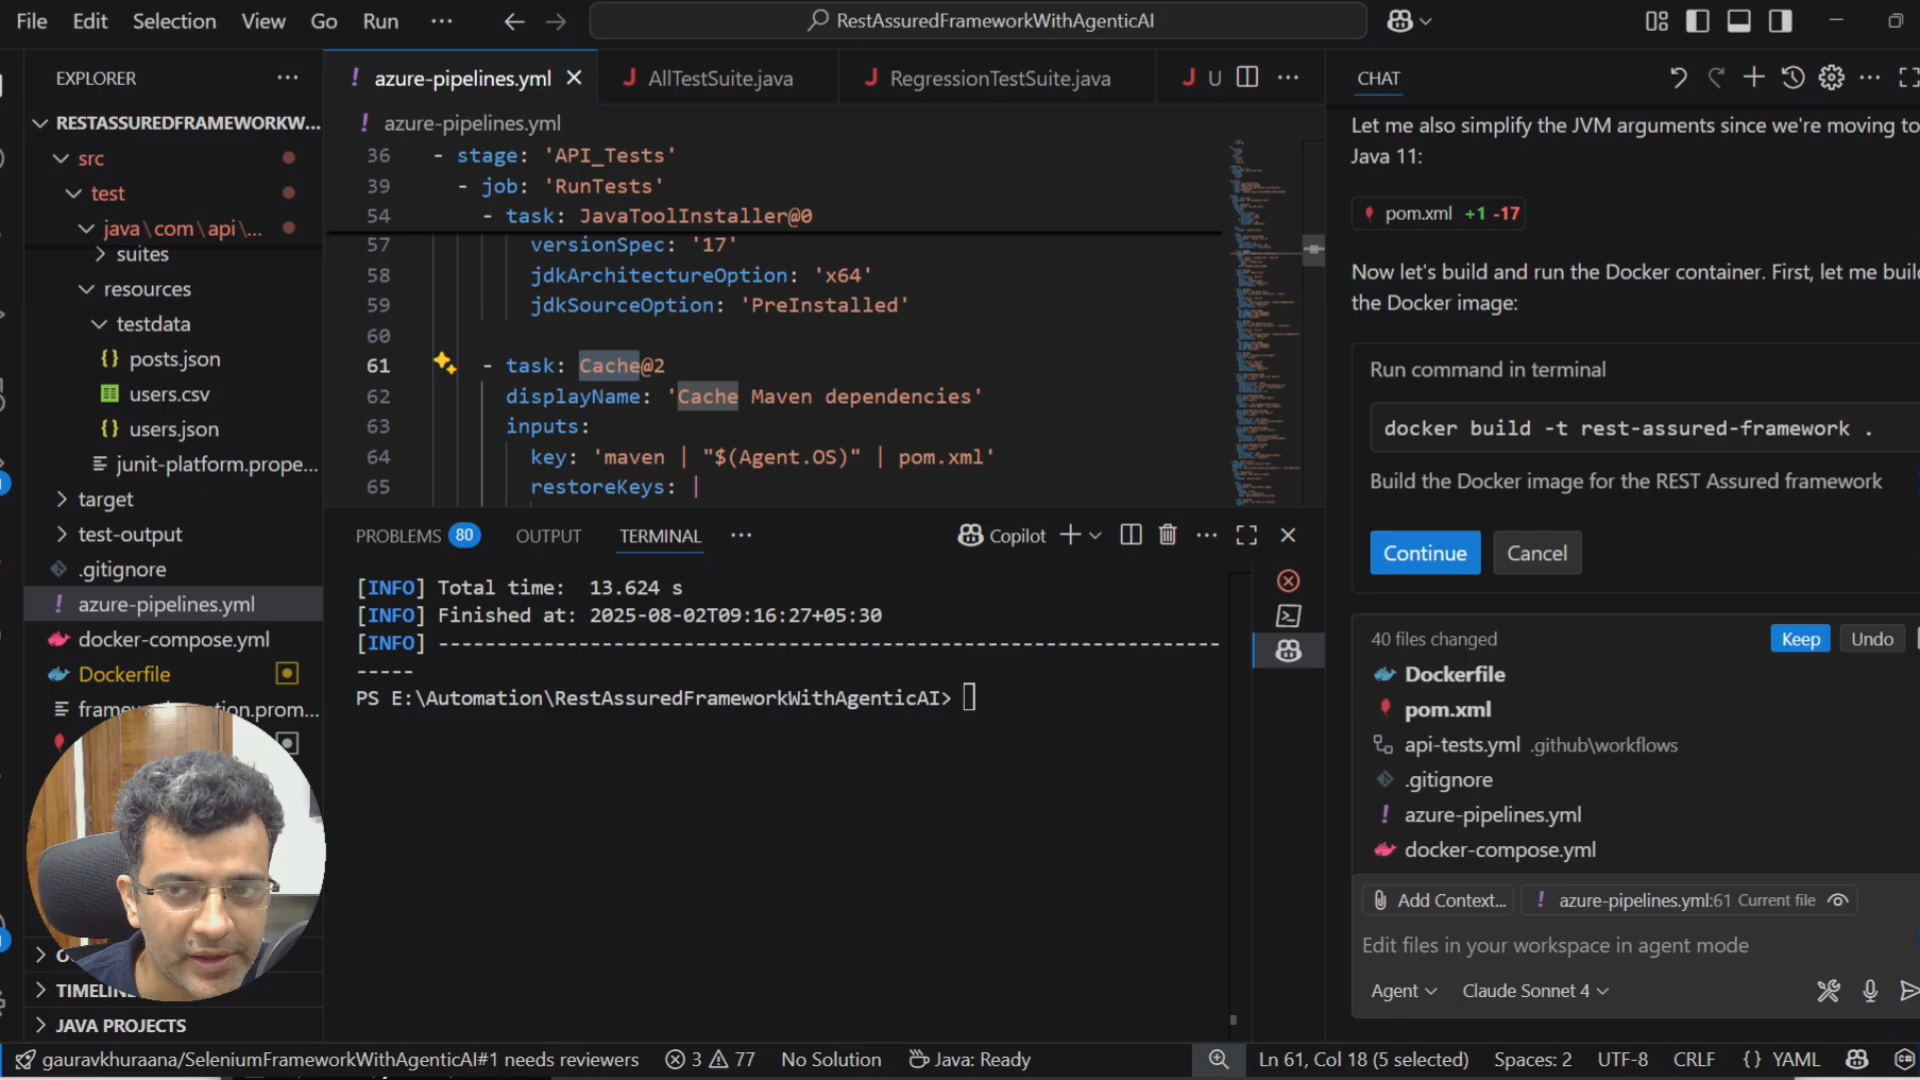 File Edit Selection View Go Run ···
RestAssuredFrameworkWithAgenticAI
EXPLORER
RESTASSUREDFRAMEWORKW...
src
test
java\com\api\...
suites
resources
testdata
posts.json
users.csv
users.json
junit-platform.prope...
target
test-output
.gitignore
azure-pipelines.yml
docker-compose.yml
Dockerfile
TIMELINE
JAVA PROJECTS
azure-pipelines.yml
AllTestSuite.java
RegressionTestSuite.java
U
azure-pipelines.yml
36 - stage: 'API_Tests'
39 - job: 'RunTests'
54 - task: JavaToolInstaller@0
57 versionSpec: '17'
58 jdkArchitectureOption: 'x64'
59 jdkSourceOption: 'PreInstalled'
60
61 - task: Cache@2
62 displayName: 'Cache Maven dependencies'
63 inputs:
64 key: 'maven | "$(Agent.OS)" | pom.xml'
65 restoreKeys: |
PROBLEMS 80 OUTPUT TERMINAL ···
Copilot
[INFO] Total time:  13.624 s
[INFO] Finished at: 2025-08-02T09:16:27+05:30
[INFO] ----------------------------------------------------------------
-----
PS E:\Automation\RestAssuredFrameworkWithAgenticAI>
CHAT
Let me also simplify the JVM arguments since we're moving to
Java 11:
pom.xml +1 -17
Now let's build and run the Docker container. First, let me build
the Docker image:
Run command in terminal
docker build -t rest-assured-framework .
Build the Docker image for the REST Assured framework
Continue Cancel
40 files changed Keep Undo
Dockerfile
pom.xml
api-tests.yml .github\workflows
.gitignore
azure-pipelines.yml
docker-compose.yml
Add Context... azure-pipelines.yml:61 Current file
Edit files in your workspace in agent mode
Agent Claude Sonnet 4
gauravkhuraana/SeleniumFrameworkWithAgenticAI#1 needs reviewers 3 77 No Solution Java: Ready Ln 61, Col 18 (5 selected) Spaces: 2 UTF-8 CRLF {} YAML